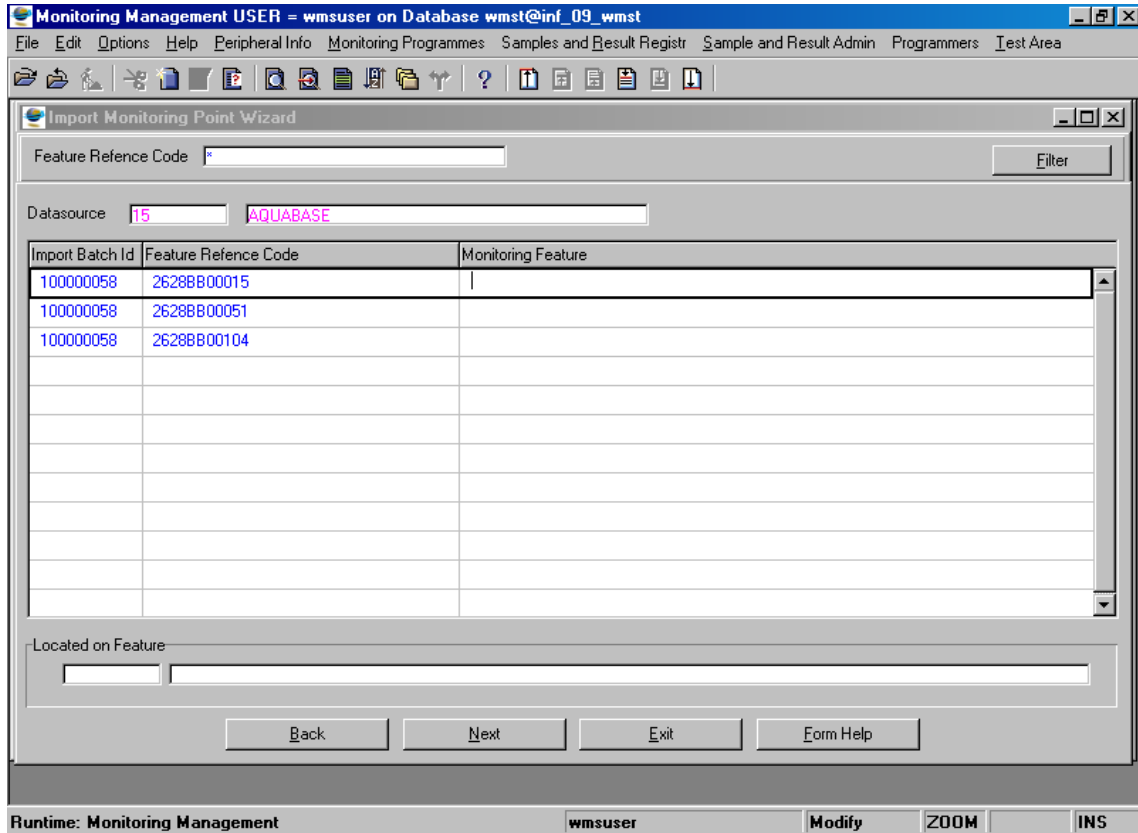 Monitoring Management USER = wmsuser on Database wmst@inf_09_wmst
File Edit Options Help Peripheral Info Monitoring Programmes Samples and Result Registr Sample and Result Admin Programmers Test Area
Import Monitoring Point Wizard
Feature Refence Code * Filter
Datasource 15 AQUABASE
Import Batch Id Feature Refence Code Monitoring Feature
100000058 2628BB00015
100000058 2628BB00051
100000058 2628BB00104
Located on Feature
Back Next Exit Form Help
Runtime: Monitoring Management wmsuser Modify ZOOM INS